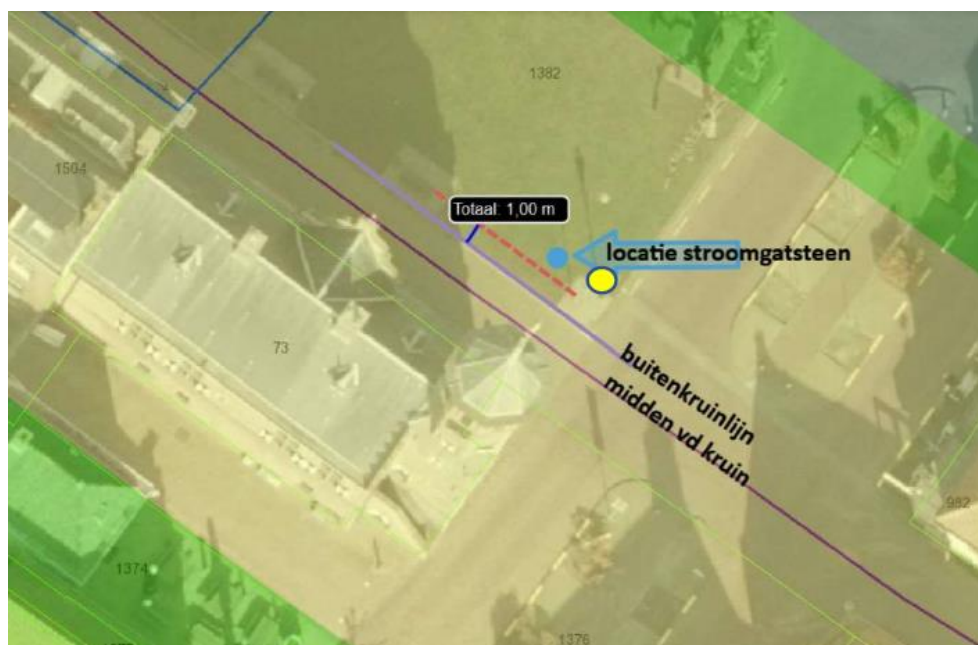 1382
1504
Totaal: 1,00 m
locatie stroomgatsteen
73
buitenkruinlijn
midden vd kruin
982
1374
1376